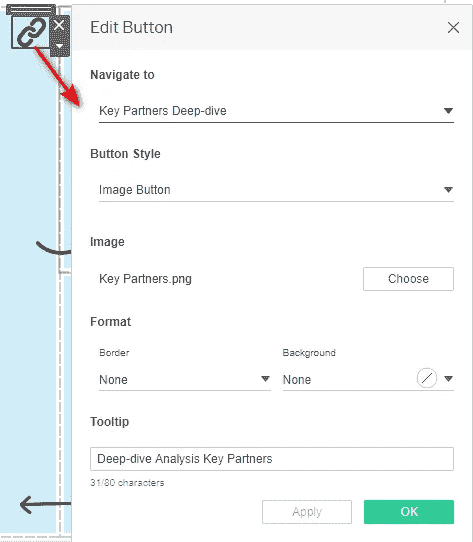 Edit Button
Navigate to
Key Partners Deep-dive
Button Style
Image Button
Image
Key Partners.png
Choose
Format
Border
Background
None
None
Tooltip
Deep-dive Analysis Key Partners
31/80 characters
Apply
OK